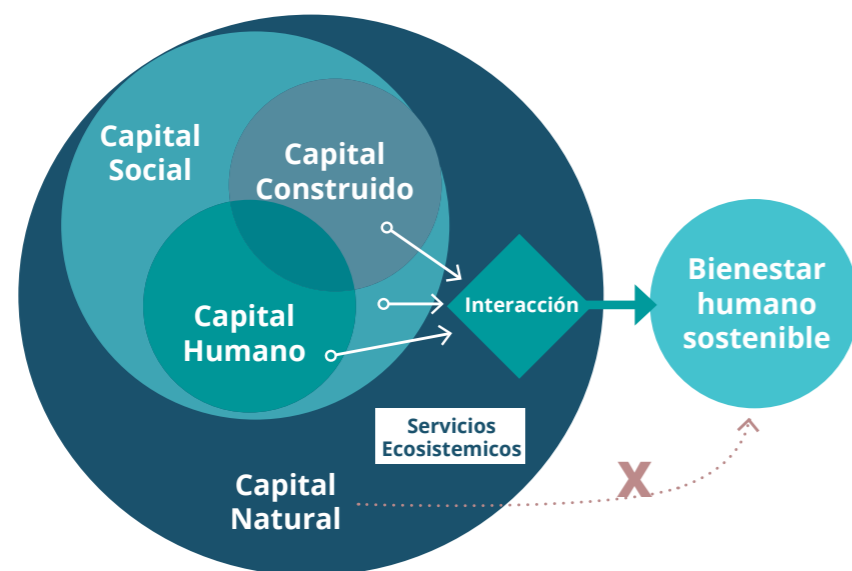 Capital
Social
Capital
Construido
Capital
Humano
Interacción
Bienestar
humano
sostenible
Servicios
Ecosistemicos
Capital
Natural
X